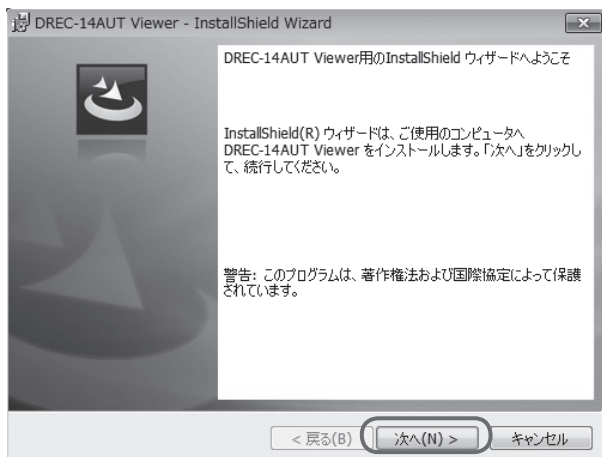 DREC-14AUT Viewer - InstallShield Wizard
DREC-14AUT Viewer用のInstallShield ウィザードへようこそ
InstallShield(R) ウィザードは、ご使用のコンピュータへ
DREC-14AUT Viewer をインストールします。「次へ」をクリックし
て、続行してください。
警告: このプログラムは、著作権法および国際協定によって保護
されています。
< 戻る(B)
次へ(N) >
キャンセル